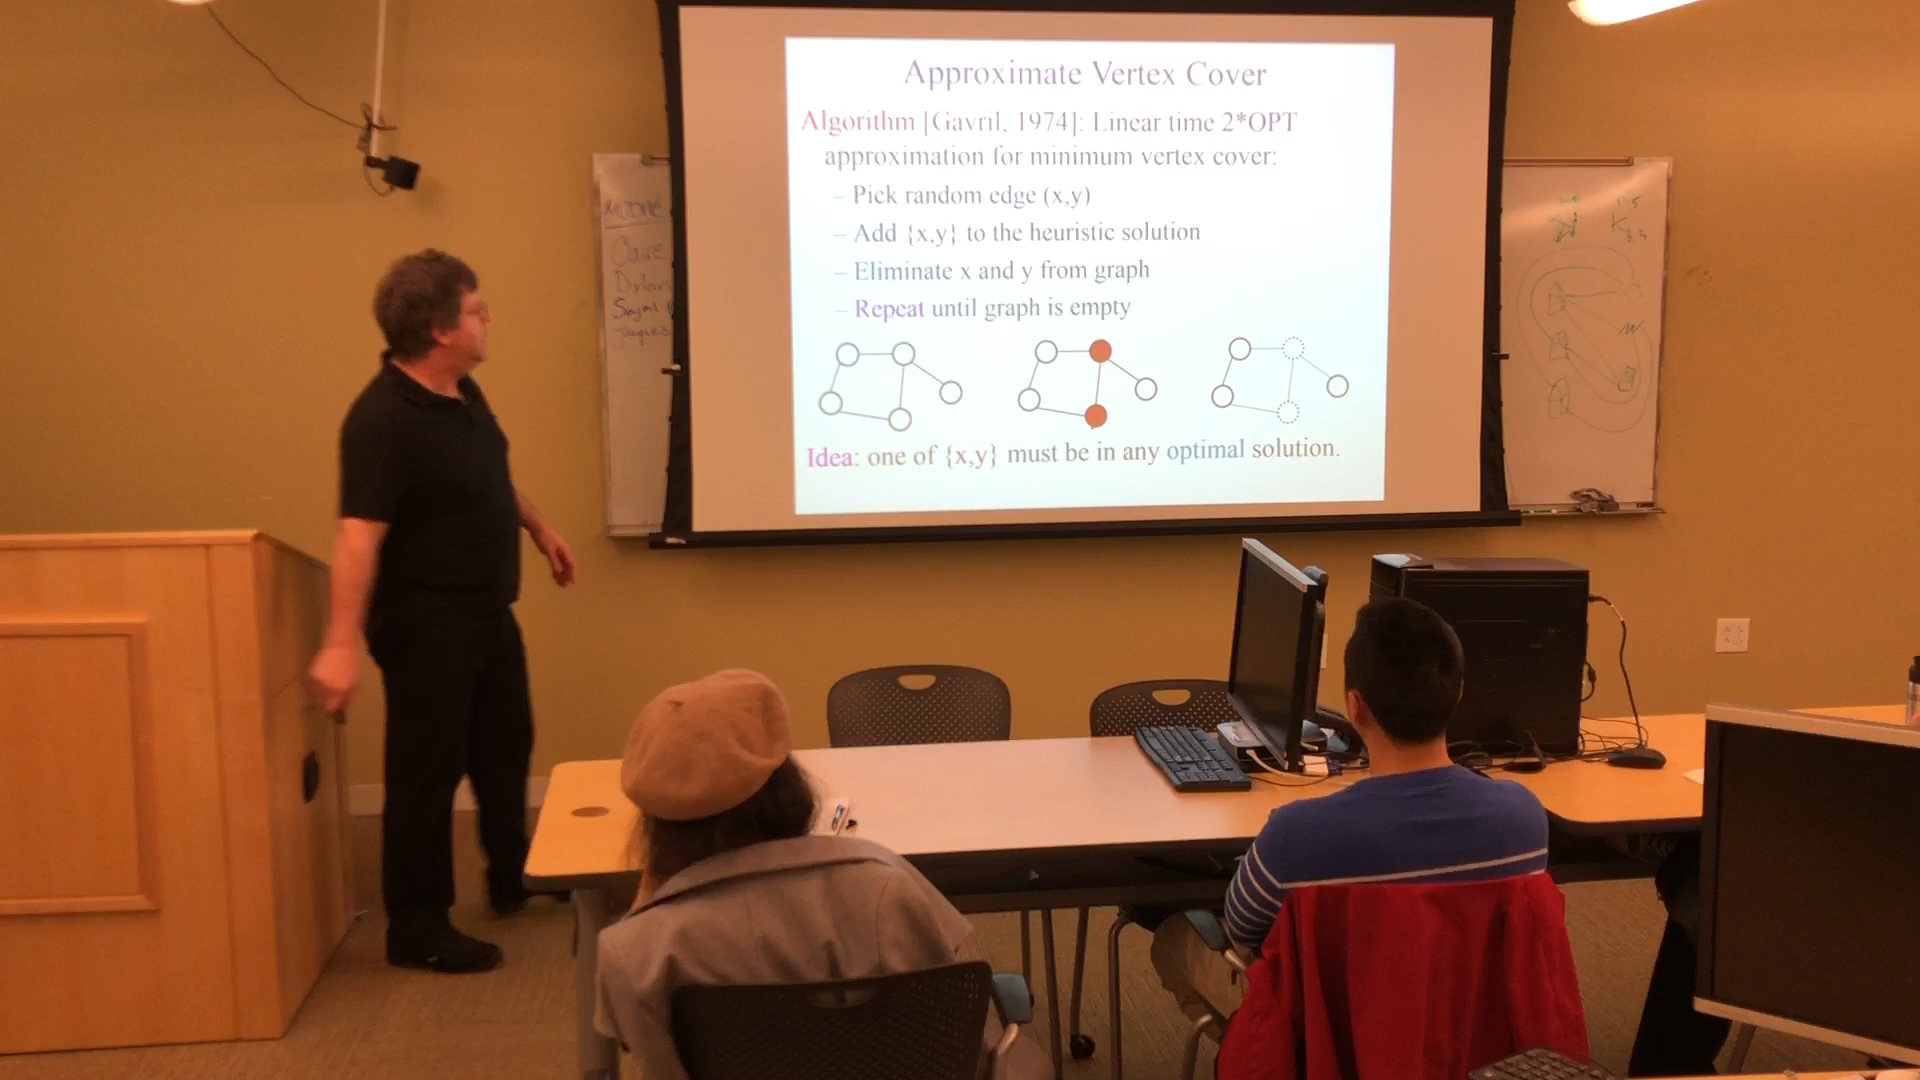 Approximate Vertex Cover
Algorithm [Gavril, 1974]: Linear time 2*OPT
approximation for minimum vertex cover:
– Pick random edge (x,y)
– Add {x,y} to the heuristic solution
– Eliminate x and y from graph
– Repeat until graph is empty
Idea: one of {x,y} must be in any optimal solution.
Claire
Dylan
K3,3